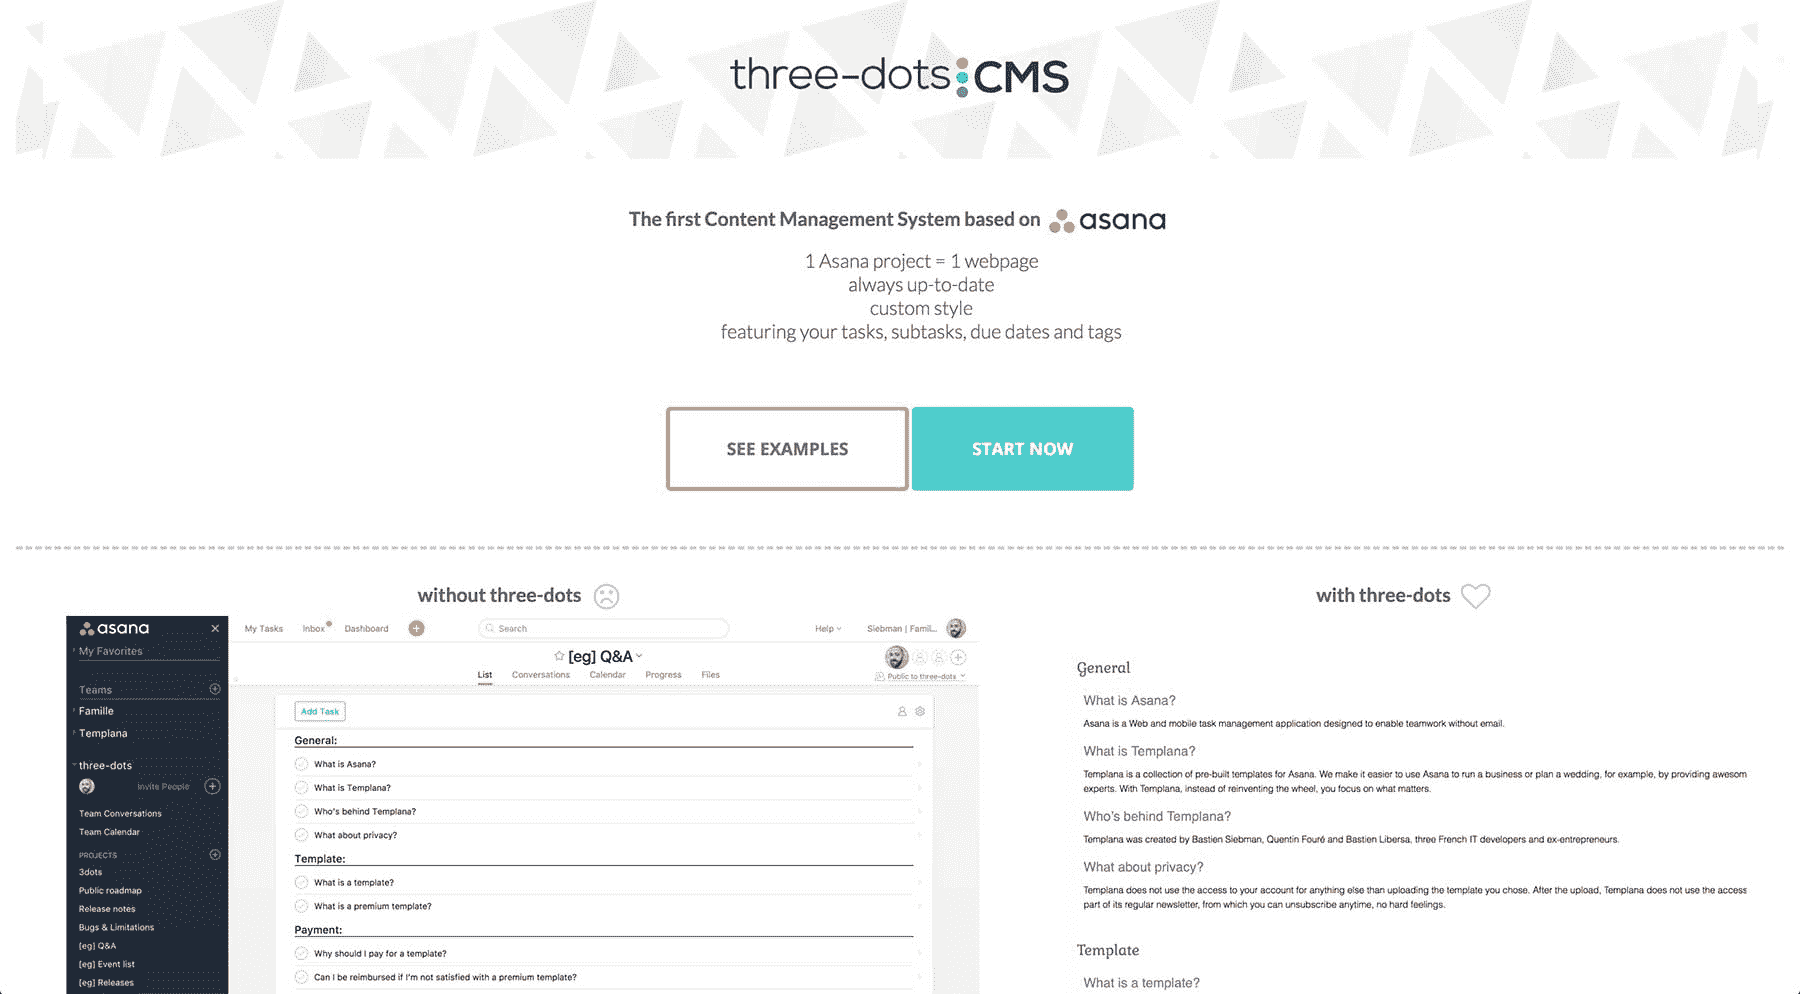 three-dots CMS
The first Content Management System based on asana
1 Asana project = 1 webpage
always up-to-date
custom style
featuring your tasks, subtasks, due dates and tags
SEE EXAMPLES
START NOW
without three-dots
asana
My Favorites
Teams
Famille
Templana
three-dots
Invite People
Team Conversations
Team Calendar
PROJECTS
3dots
Public roadmap
Release notes
Bugs & Limitations
[eg] Q&A
[eg] Event list
[eg] Releases
My Tasks
Inbox
Dashboard
Search
Help
Siebman | Famil...
[eg] Q&A
List
Conversations
Calendar
Progress
Files
Public to three-dots
Add Task
General:
What is Asana?
What is Templana?
Who's behind Templana?
What about privacy?
Template:
What is a template?
What is a premium template?
Payment:
Why should I pay for a template?
Can I be reimbursed if I'm not satisfied with a premium template?
with three-dots
General
What is Asana?
Asana is a Web and mobile task management application designed to enable teamwork without email.
What is Templana?
Templana is a collection of pre-built templates for Asana. We make it easier to use Asana to run a business or plan a wedding, for example, by providing awesom
experts. With Templana, instead of reinventing the wheel, you focus on what matters.
Who's behind Templana?
Templana was created by Bastien Siebman, Quentin Fouré and Bastien Libersa, three French IT developers and ex-entrepreneurs.
What about privacy?
Templana does not use the access to your account for anything else than uploading the template you chose. After the upload, Templana does not use the access
part of its regular newsletter, from which you can unsubscribe anytime, no hard feelings.
Template
What is a template?